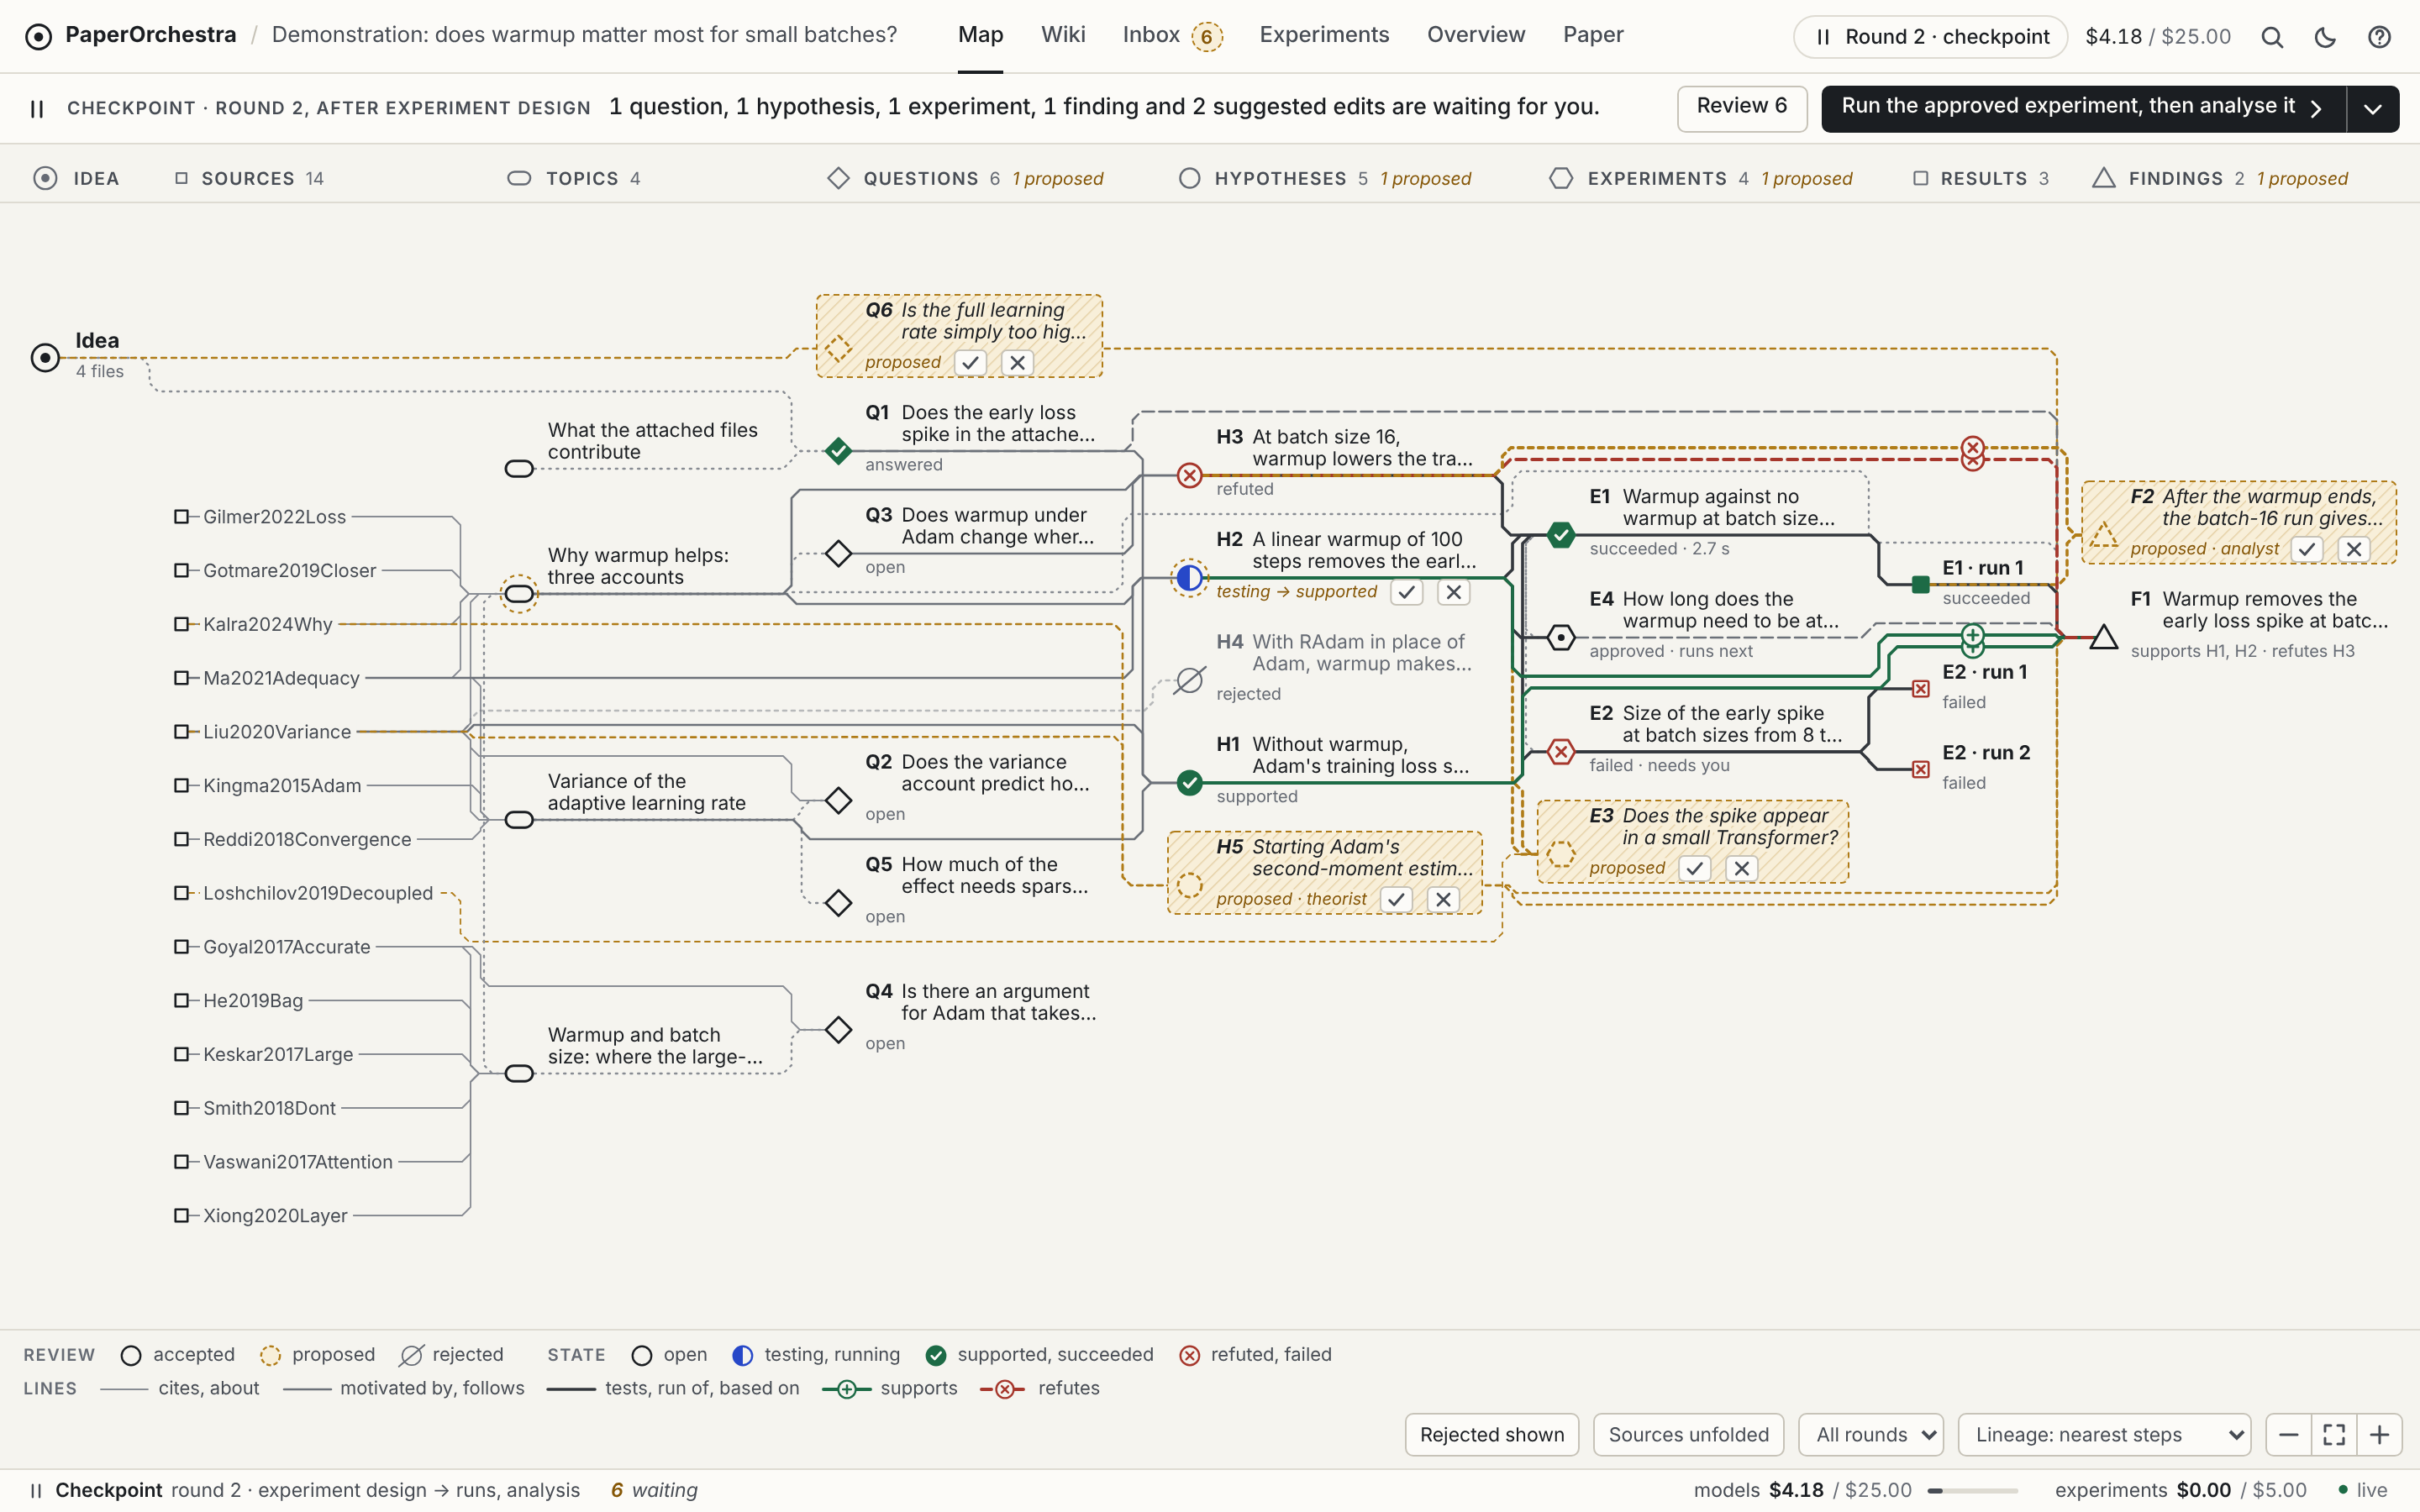 PaperOrchestra / Demonstration: does warmup matter most for small batches?
Map Wiki Inbox 6 Experiments Overview Paper
Round 2 · checkpoint
$4.18 / $25.00
CHECKPOINT · ROUND 2, AFTER EXPERIMENT DESIGN
1 question, 1 hypothesis, 1 experiment, 1 finding and 2 suggested edits are waiting for you.
Review 6
Run the approved experiment, then analyse it
IDEA
SOURCES 14
TOPICS 4
QUESTIONS 6 1 proposed
HYPOTHESES 5 1 proposed
EXPERIMENTS 4 1 proposed
RESULTS 3
FINDINGS 2 1 proposed
Idea
4 files
Gilmer2022Loss
Gotmare2019Closer
Kalra2024Why
Ma2021Adequacy
Liu2020Variance
Kingma2015Adam
Reddi2018Convergence
Loshchilov2019Decoupled
Goyal2017Accurate
He2019Bag
Keskar2017Large
Smith2018Dont
Vaswani2017Attention
Xiong2020Layer
What the attached files
contribute
Why warmup helps:
three accounts
Variance of the
adaptive learning rate
Warmup and batch
size: where the large-...
Q6 Is the full learning
rate simply too hig...
proposed
Q1 Does the early loss
spike in the attache...
answered
Q3 Does warmup under
Adam change wher...
open
Q2 Does the variance
account predict ho...
open
Q5 How much of the
effect needs spars...
open
Q4 Is there an argument
for Adam that takes...
open
H3 At batch size 16,
warmup lowers the tra...
refuted
H2 A linear warmup of 100
steps removes the earl...
testing → supported
H4 With RAdam in place of
Adam, warmup makes...
rejected
H1 Without warmup,
Adam's training loss s...
supported
H5 Starting Adam's
second-moment estim...
proposed · theorist
E1 Warmup against no
warmup at batch size...
succeeded · 2.7 s
E4 How long does the
warmup need to be at...
approved · runs next
E2 Size of the early spike
at batch sizes from 8 t...
failed · needs you
E3 Does the spike appear
in a small Transformer?
proposed
E1 · run 1
succeeded
E2 · run 1
failed
E2 · run 2
failed
F2 After the warmup ends,
the batch-16 run gives...
proposed · analyst
F1 Warmup removes the
early loss spike at batc...
supports H1, H2 · refutes H3
REVIEW accepted proposed rejected STATE open testing, running supported, succeeded refuted, failed
LINES cites, about motivated by, follows tests, run of, based on supports refutes
Rejected shown
Sources unfolded
All rounds
Lineage: nearest steps
Checkpoint round 2 · experiment design → runs, analysis 6 waiting
models $4.18 / $25.00 experiments $0.00 / $5.00 live